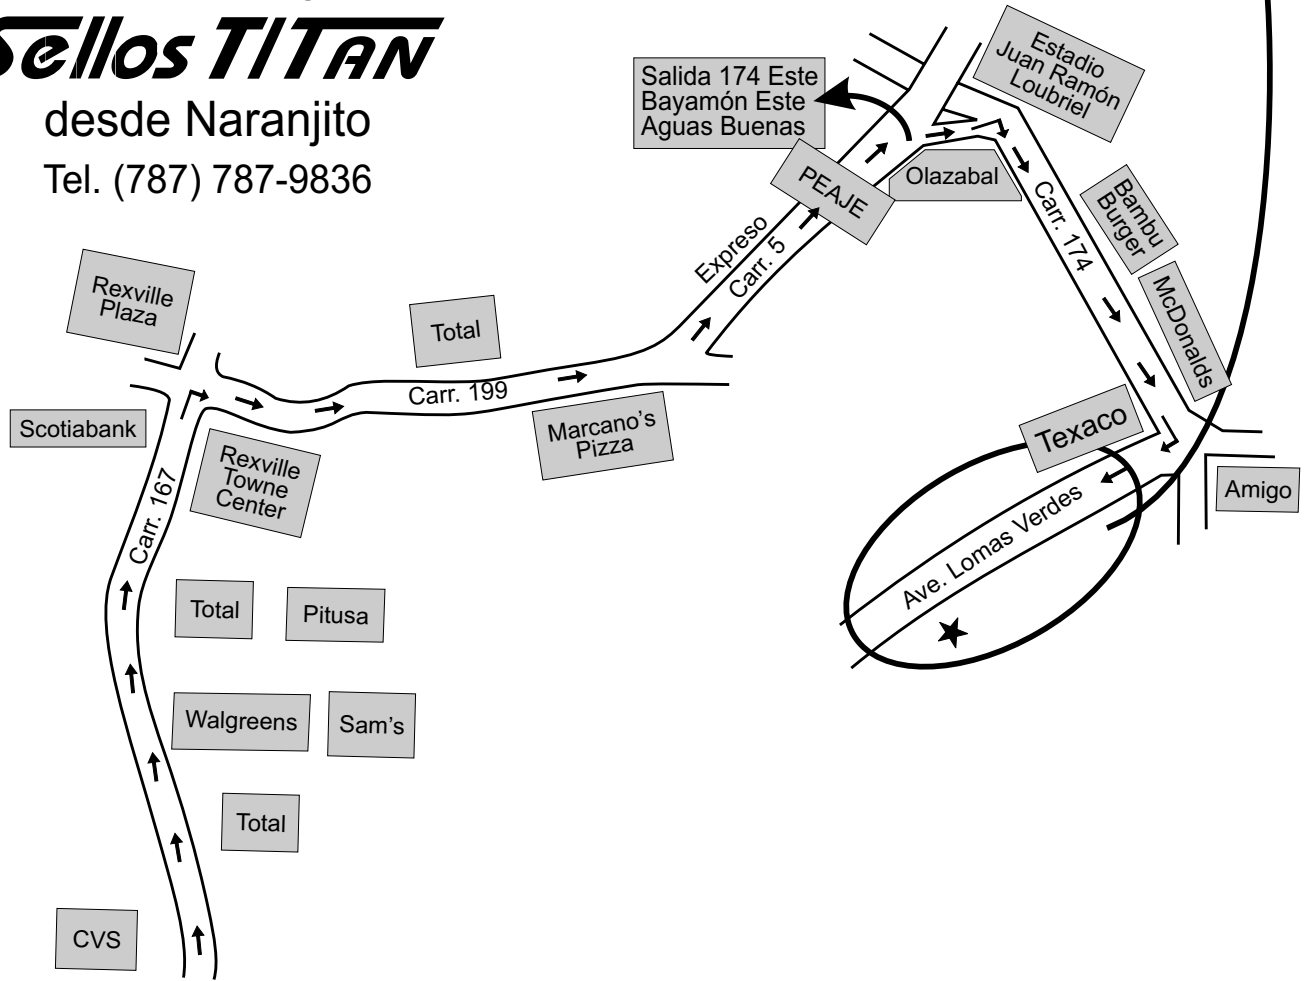 Sellos TITAN
desde Naranjito
Tel. (787) 787-9836
Salida 174 Este
Bayamón Este
Aguas Buenas
Estadio
Juan Ramón
Loubriel
PEAJE
Olazabal
Expreso
Carr. 5
Carr. 174
Bambu
Burger
McDonalds
Rexville
Plaza
Total
Carr. 199
Scotiabank
Rexville
Towne
Center
Marcano's
Pizza
Texaco
Amigo
Carr. 167
Ave. Lomas Verdes
Total
Pitusa
Walgreens
Sam's
Total
CVS